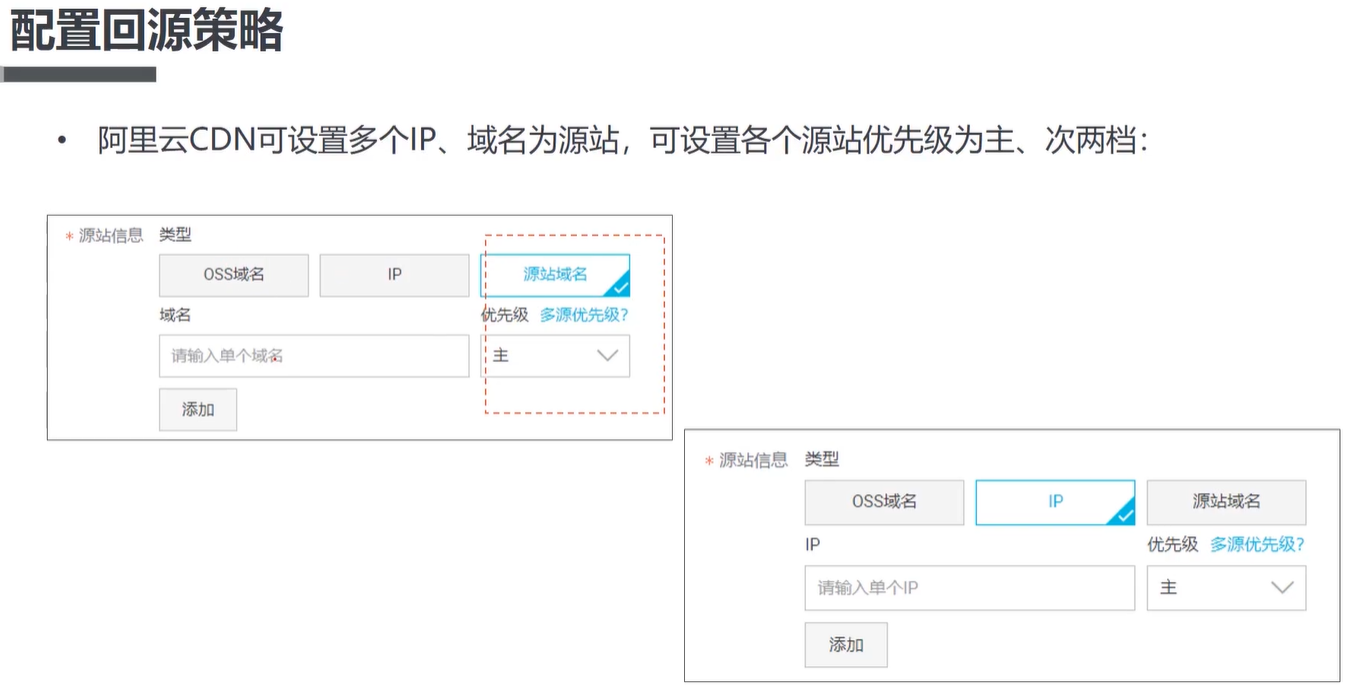 配置回源策略
• 阿里云CDN可设置多个IP、域名为源站，可设置各个源站优先级为主、次两档：
* 源站信息 类型
OSS域名 IP 源站域名
域名 优先级 多源优先级?
请输入单个域名 主
添加
* 源站信息 类型
OSS域名 IP 源站域名
IP 优先级 多源优先级?
请输入单个IP 主
添加